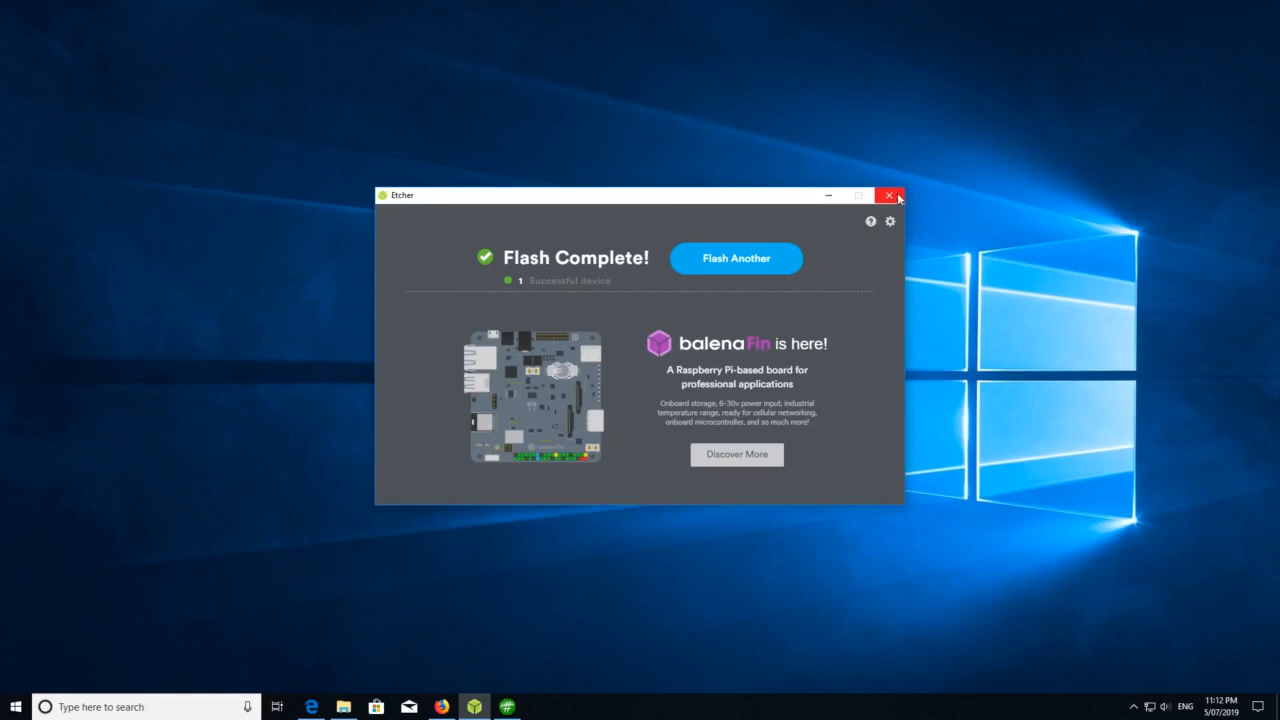 Etcher
Flash Complete!
Flash Another
1 Successful device
balenaFin is here!
A Raspberry Pi-based board for
professional applications
Onboard storage, 6-30v power input, industrial
temperature range, ready for cellular networking,
onboard microcontroller, and so much more!
Discover More
Type here to search
ENG
11:12 PM
5/07/2019